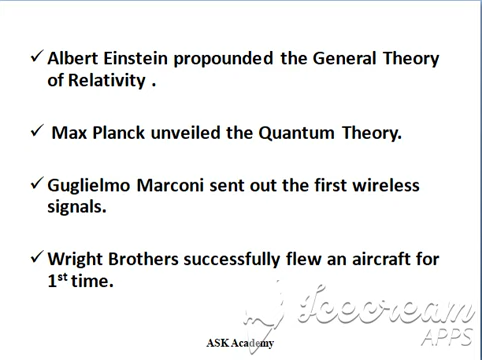 ✓ Albert Einstein propounded the General Theory
of Relativity .
✓ Max Planck unveiled the Quantum Theory.
✓ Guglielmo Marconi sent out the first wireless
signals.
✓ Wright Brothers successfully flew an aircraft for
1st time.
Icecream
APPS
ASK Academy